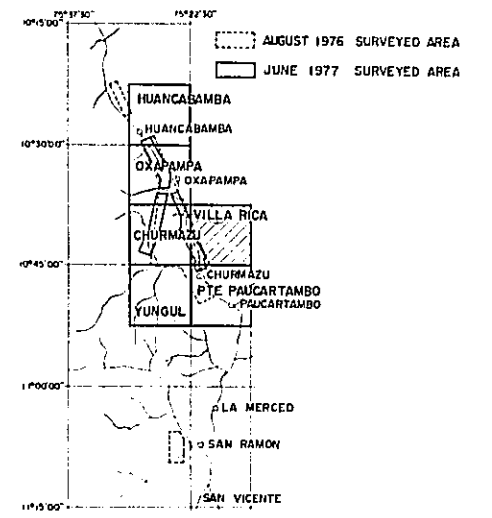 75°37'30" 75°22'30"
10°15'00"
AUGUST 1976 SURVEYED AREA
JUNE 1977 SURVEYED AREA
HUANCABAMBA
HUANCABAMBA
10°30'00"
OXAPAMPA
OXAPAMPA
VILLA RICA
CHURMAZU
10°45'00"
CHURMAZU
PTE PAUCARTAMBO
PAUCARTAMBO
YUNGUL
11°00'00"
LA MERCED
SAN RAMON
SAN VICENTE
11°15'00"